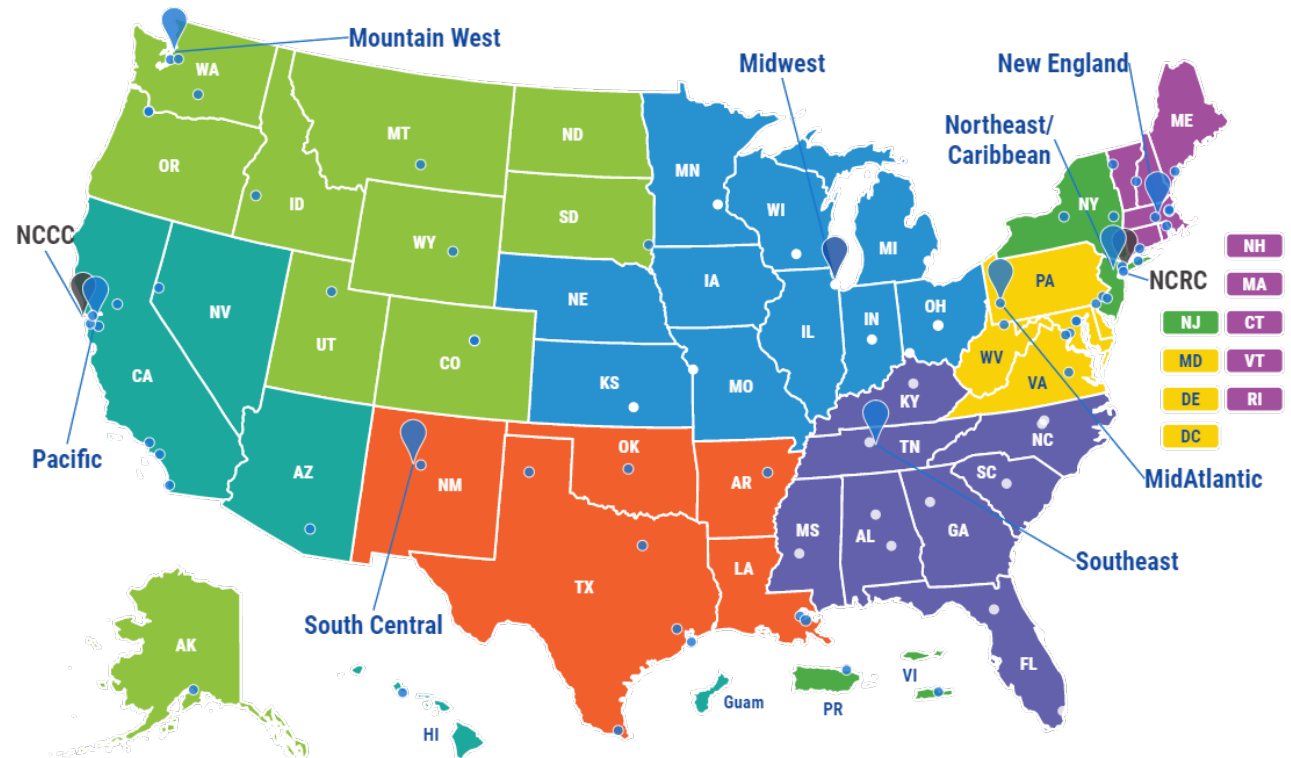 Mountain West
Midwest
New England
Northeast/
Caribbean
WA
MT
ND
MN
ME
OR
ID
SD
WI
MI
NY
NCCC
WY
NH
NCRC
MA
NE
IA
PA
NV
UT
CO
IL
IN
OH
NJ
CT
WV
MD
VT
CA
KS
MO
VA
DE
RI
KY
DC
Pacific
AZ
NM
OK
AR
TN
NC
SC
MidAtlantic
MS
AL
GA
Southeast
TX
LA
South Central
AK
FL
VI
HI
Guam
PR